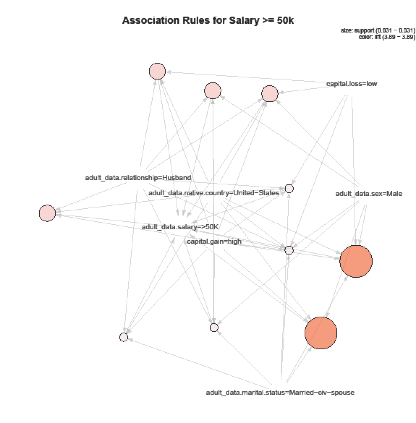 Association Rules for Salary >= 50k
size: support (0.031 - 0.031)
color: lift (3.89 - 3.89)
capital.loss=low
adult_data.relationship=Husband
adult_data.native.country=United-States
adult_data.sex=Male
adult_data.salary=>50K
capital.gain=high
adult_data.marital.status=Married-civ-spouse